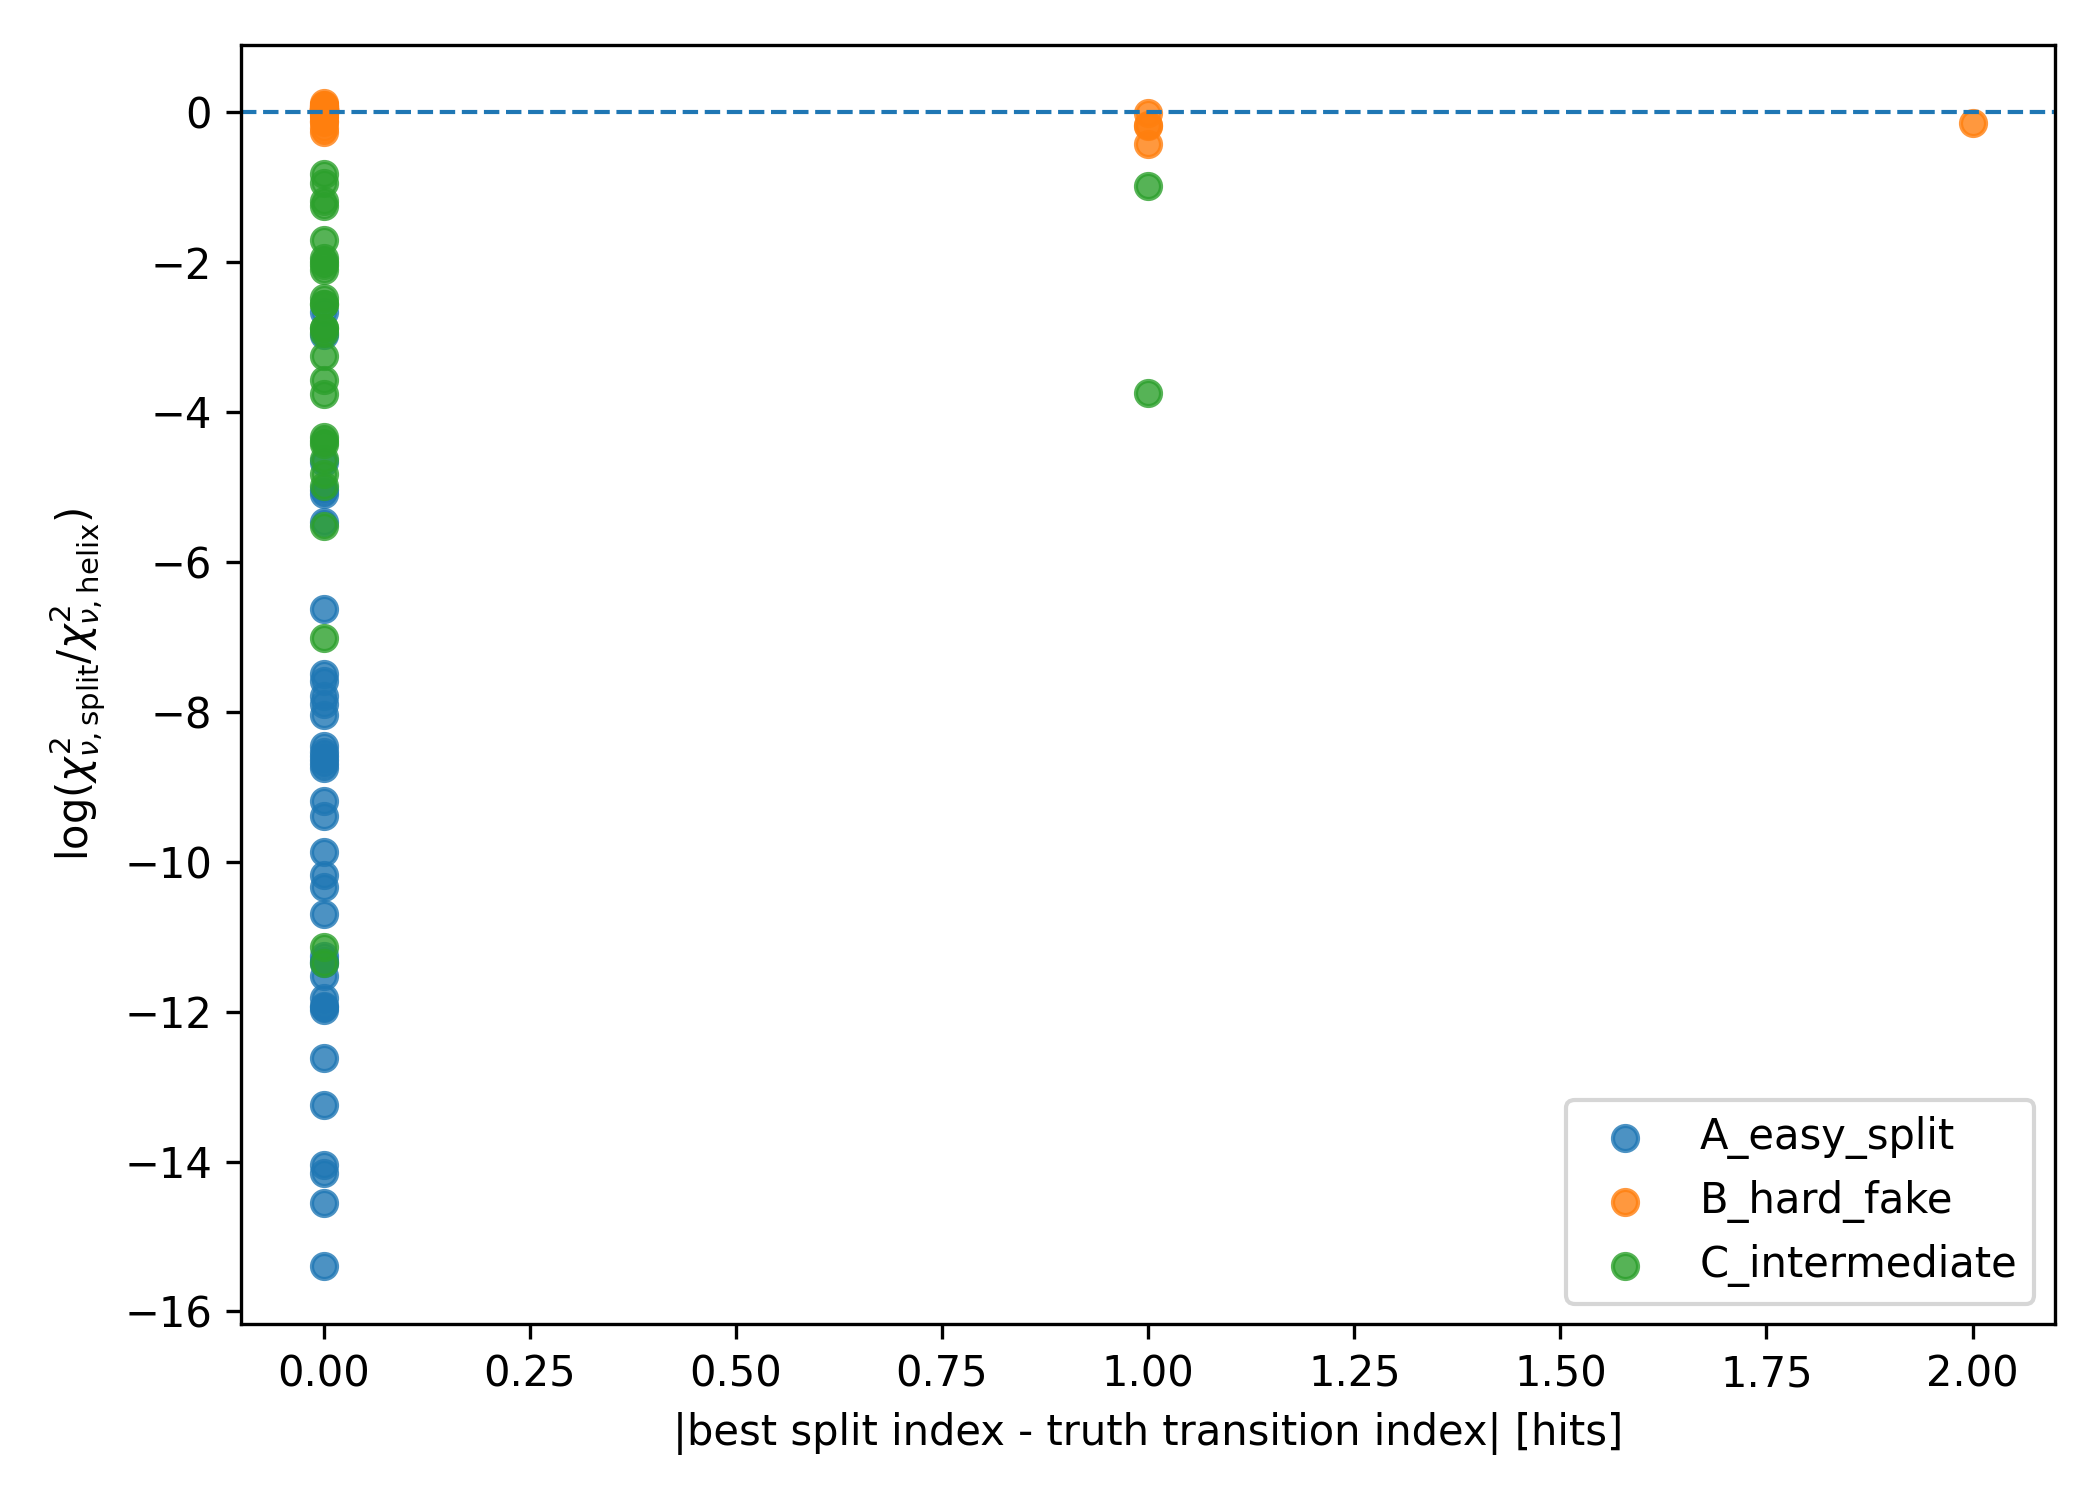 0
−2
−4
−6
−8
−10
−12
−14
−16
log(χ²ν, split/χ²ν, helix)
0.00 0.25 0.50 0.75 1.00 1.25 1.50 1.75 2.00
|best split index - truth transition index| [hits]
A_easy_split
B_hard_fake
C_intermediate